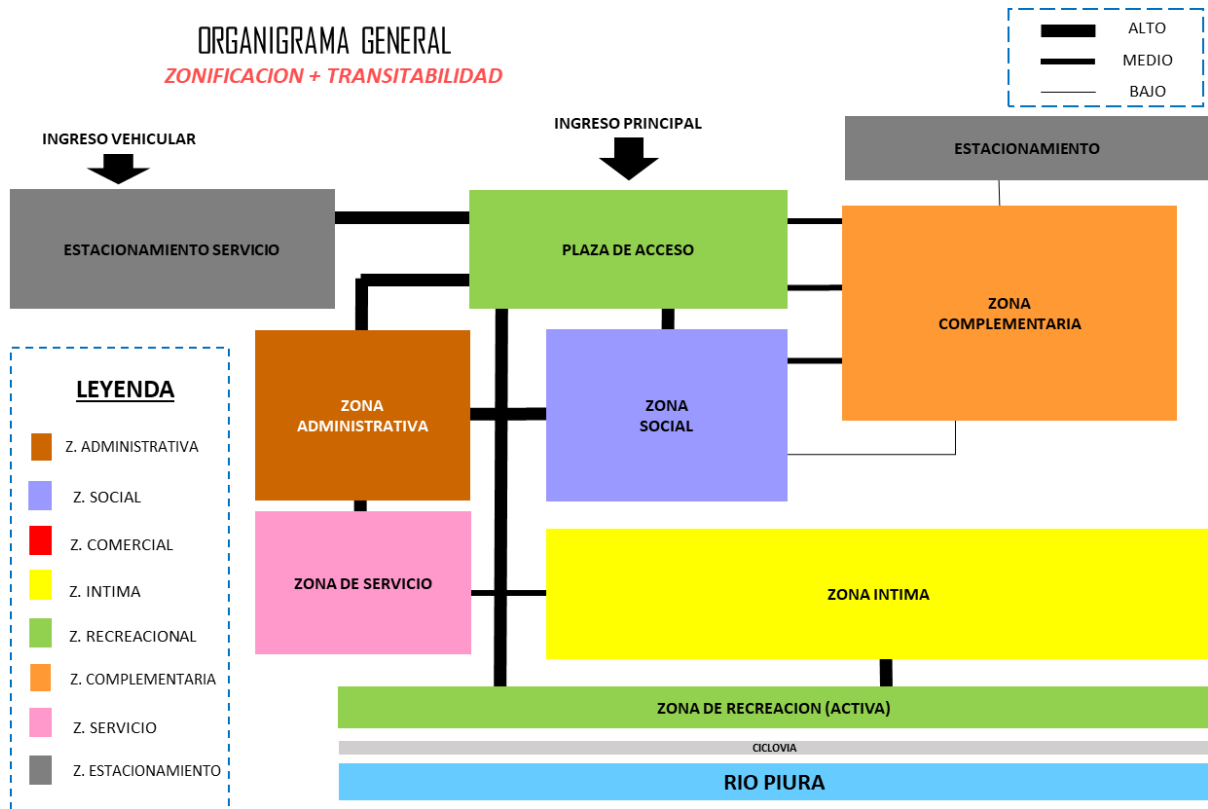 ORGANIGRAMA GENERAL
ZONIFICACION + TRANSITABILIDAD
ALTO
MEDIO
BAJO
INGRESO VEHICULAR
INGRESO PRINCIPAL
ESTACIONAMIENTO
ESTACIONAMIENTO SERVICIO
PLAZA DE ACCESO
ZONA
COMPLEMENTARIA
ZONA
ADMINISTRATIVA
ZONA
SOCIAL
LEYENDA
Z. ADMINISTRATIVA
Z. SOCIAL
Z. COMERCIAL
Z. INTIMA
Z. RECREACIONAL
Z. COMPLEMENTARIA
Z. SERVICIO
Z. ESTACIONAMIENTO
ZONA DE SERVICIO
ZONA INTIMA
ZONA DE RECREACION (ACTIVA)
CICLOVIA
RIO PIURA